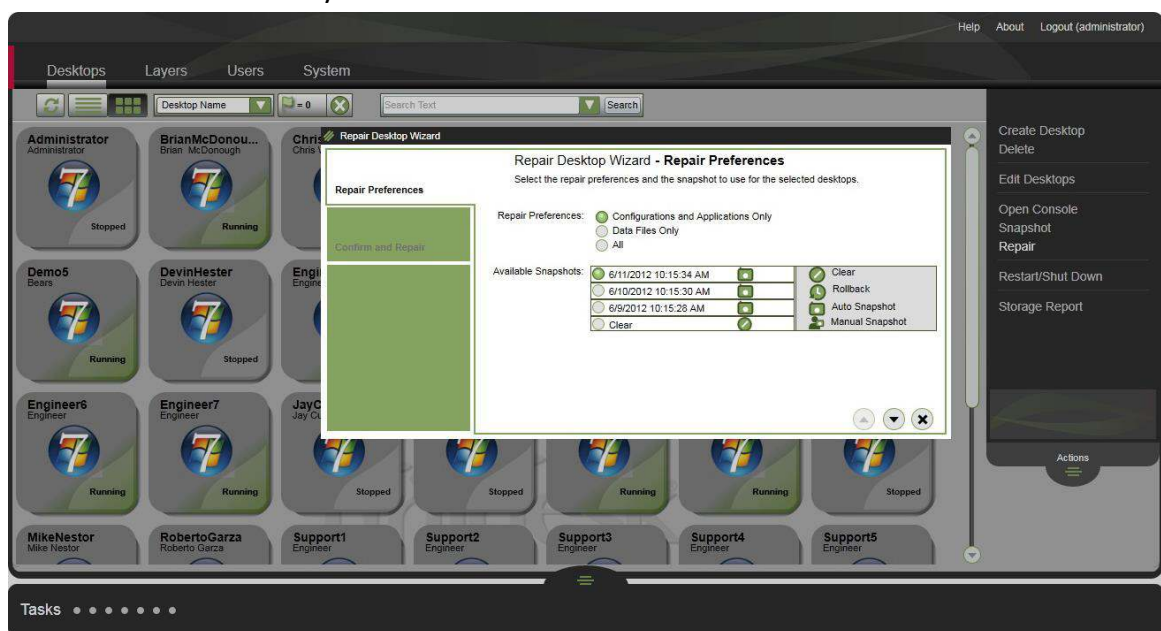 Help About Logout (administrator)
Desktops Layers Users System
Desktop Name = 0 Search Text Search
Administrator
Administrator
Stopped
BrianMcDonou...
Brian McDonough
Running
Chris
Chris
Demo5
Bears
Running
DevinHester
Devin Hester
Stopped
Engi
Engine
Engineer6
Engineer
Running
Engineer7
Engineer
Running
JayC
Jay Cu
Stopped
Stopped
Running
Running
Stopped
MikeNestor
Mike Nestor
RobertoGarza
Roberto Garza
Support1
Engineer
Support2
Engineer
Support3
Engineer
Support4
Engineer
Support5
Engineer
Repair Desktop Wizard
Repair Preferences
Confirm and Repair
Repair Desktop Wizard - Repair Preferences
Select the repair preferences and the snapshot to use for the selected desktops.
Repair Preferences: Configurations and Applications Only
Data Files Only
All
Available Snapshots: 6/11/2012 10:15:34 AM
6/10/2012 10:15:30 AM
6/9/2012 10:15:28 AM
Clear
Clear
Rollback
Auto Snapshot
Manual Snapshot
Create Desktop
Delete
Edit Desktops
Open Console
Snapshot
Repair
Restart/Shut Down
Storage Report
Actions
Tasks